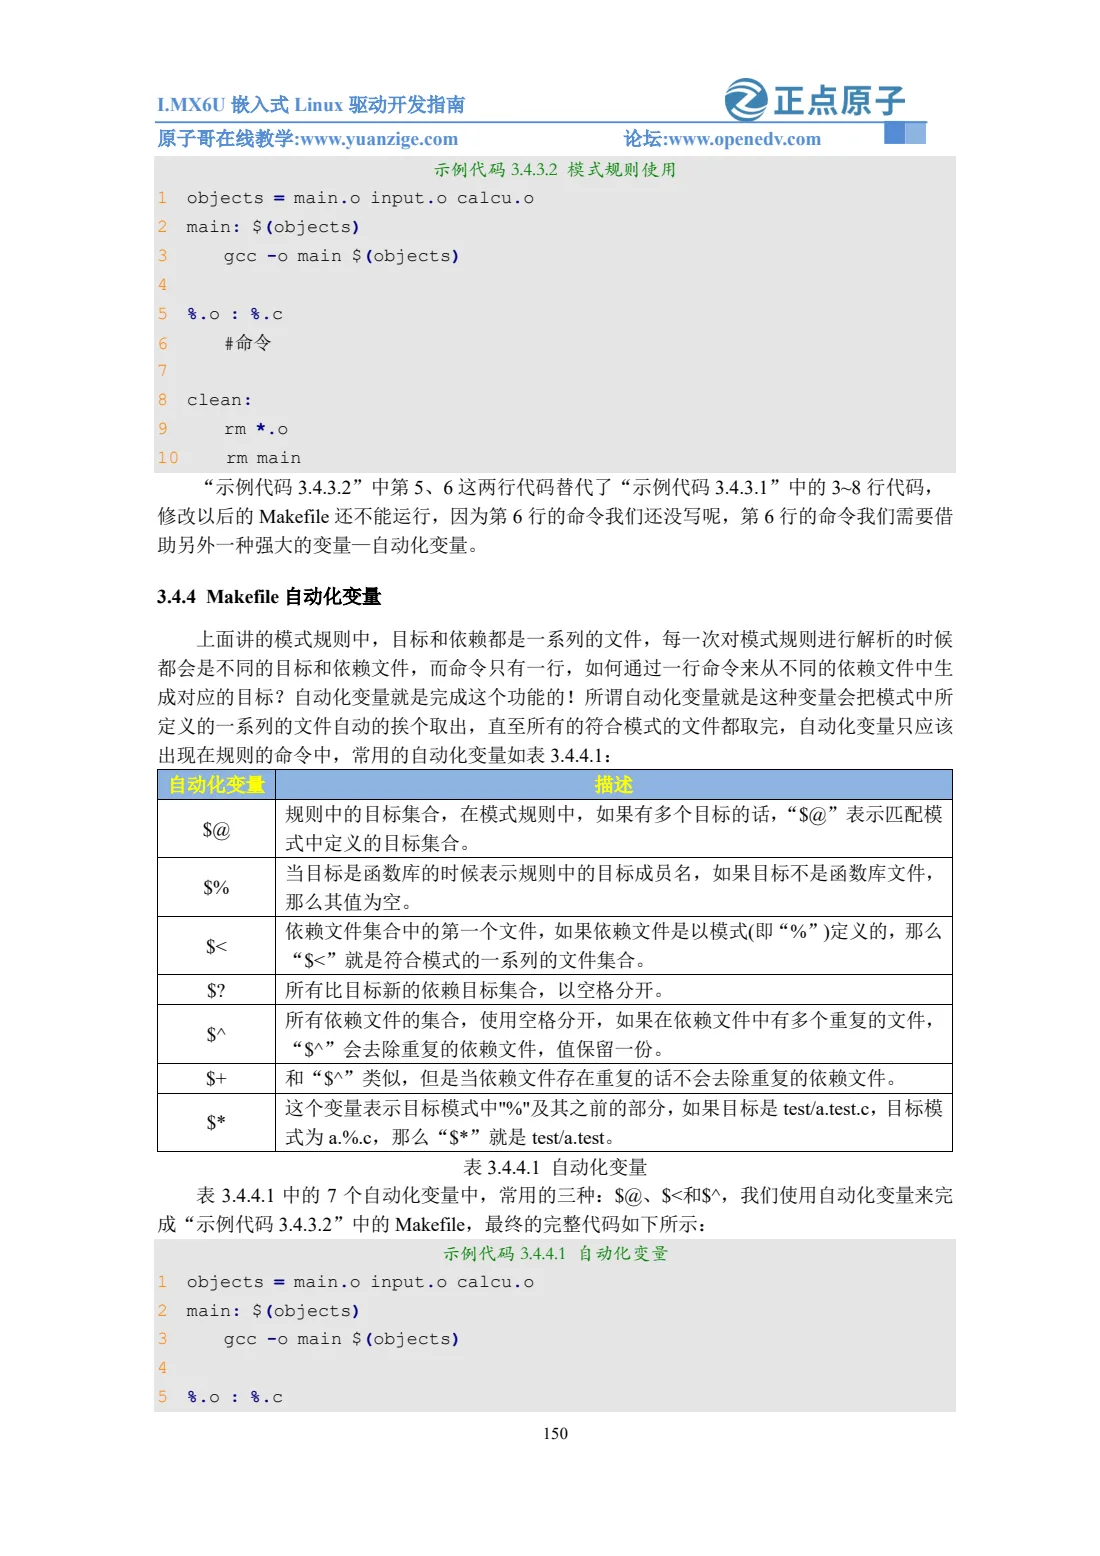 I.MX6U 嵌入式 Linux 驱动开发指南
正点原子
原子哥在线教学:www.yuanzige.com 论坛:www.openedv.com
示例代码 3.4.3.2 模式规则使用
1 objects = main.o input.o calcu.o
2 main: $(objects)
3 gcc -o main $(objects)
4
5 %.o : %.c
6 #命令
7
8 clean:
9 rm *.o
10 rm main
“示例代码 3.4.3.2”中第 5、6 这两行代码替代了“示例代码 3.4.3.1”中的 3~8 行代码，
修改以后的 Makefile 还不能运行，因为第 6 行的命令我们还没写呢，第 6 行的命令我们需要借
助另外一种强大的变量—自动化变量。
3.4.4 Makefile 自动化变量
上面讲的模式规则中，目标和依赖都是一系列的文件，每一次对模式规则进行解析的时候
都会是不同的目标和依赖文件，而命令只有一行，如何通过一行命令来从不同的依赖文件中生
成对应的目标？自动化变量就是完成这个功能的！所谓自动化变量就是这种变量会把模式中所
定义的一系列的文件自动的挨个取出，直至所有的符合模式的文件都取完，自动化变量只应该
出现在规则的命令中，常用的自动化变量如表 3.4.4.1：
自动化变量 描述
$@ 规则中的目标集合，在模式规则中，如果有多个目标的话，“$@”表示匹配模
式中定义的目标集合。
$% 当目标是函数库的时候表示规则中的目标成员名，如果目标不是函数库文件，
那么其值为空。
$< 依赖文件集合中的第一个文件，如果依赖文件是以模式(即“%”)定义的，那么
“$<”就是符合模式的一系列的文件集合。
$? 所有比目标新的依赖目标集合，以空格分开。
$^ 所有依赖文件的集合，使用空格分开，如果在依赖文件中有多个重复的文件，
“$^”会去除重复的依赖文件，值保留一份。
$+ 和“$^”类似，但是当依赖文件存在重复的话不会去除重复的依赖文件。
$* 这个变量表示目标模式中"%"及其之前的部分，如果目标是 test/a.test.c，目标模
式为 a.%.c，那么“$*”就是 test/a.test。
表 3.4.4.1 自动化变量
表 3.4.4.1 中的 7 个自动化变量中，常用的三种：$@、$<和$^，我们使用自动化变量来完
成“示例代码 3.4.3.2”中的 Makefile，最终的完整代码如下所示：
示例代码 3.4.4.1 自动化变量
1 objects = main.o input.o calcu.o
2 main: $(objects)
3 gcc -o main $(objects)
4
5 %.o : %.c
150